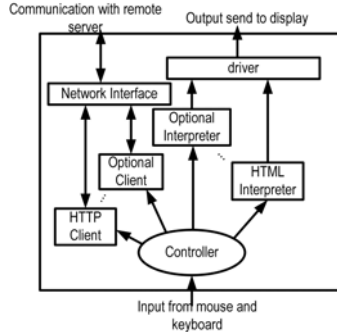 Communication with remote
server
Output send to display
driver
Network Interface
Optional
Interpreter
Optional
Client
HTML
Interpreter
HTTP
Client
Controller
Input from mouse and
keyboard